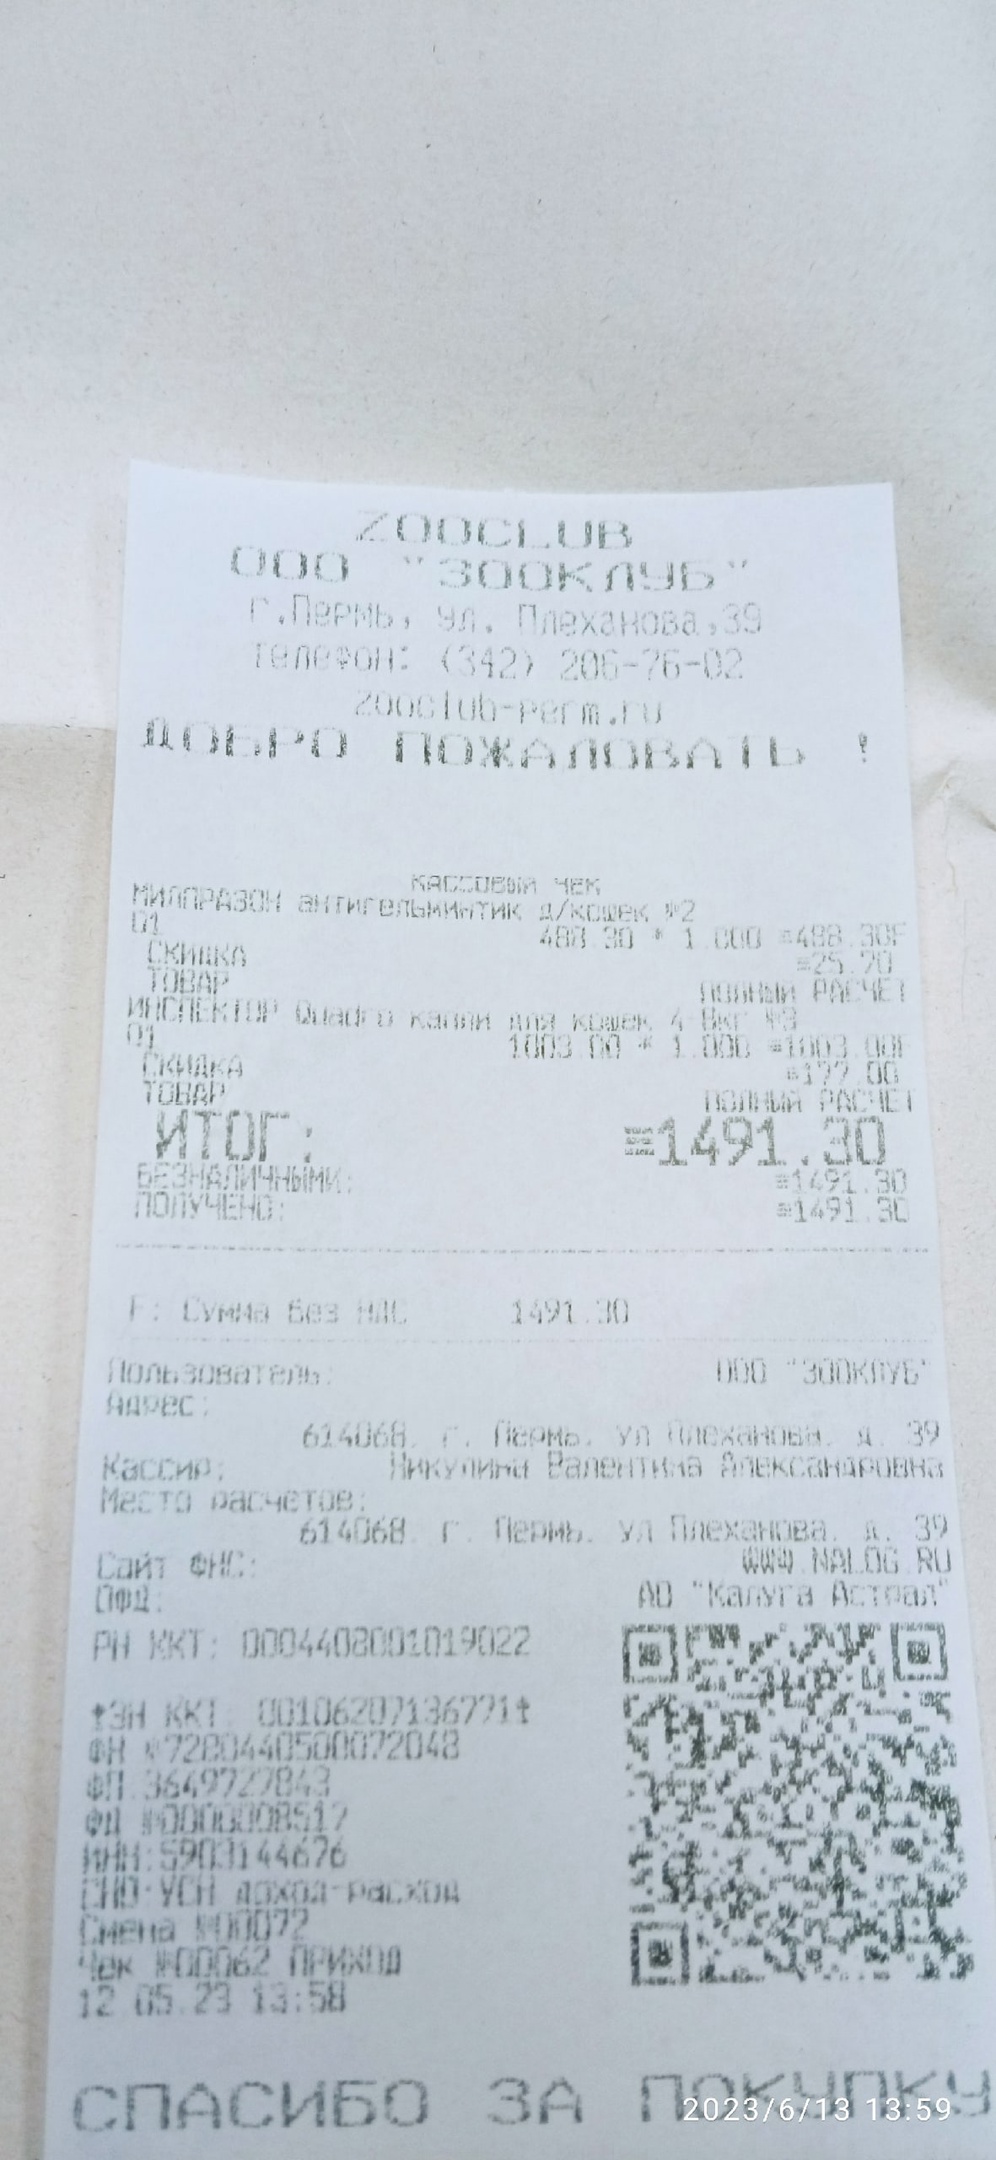 ZOOCLUB
ООО "ЗООКЛУБ"
г.Пермь, ул. Плеханова,39
телефон: (342) 206-76-02
zooclub-perm.ru
ДОБРО ПОЖАЛОВАТЬ !
КАССОВЫЙ ЧЕК
МИЛПРАЗОН антигельминтик д/кошек №2
01 488.30 * 1.000 =488.30F
СКИДКА =25.70
ТОВАР ПОЛНЫЙ РАСЧЕТ
ИНСПЕКТОР Quadro капли для кошек 4-8кг №3
01 1003.00 * 1.000 =1003.00F
СКИДКА =177.00
ТОВАР ПОЛНЫЙ РАСЧЕТ
ИТОГ: =1491.30
БЕЗНАЛИЧНЫМИ: =1491.30
ПОЛУЧЕНО: =1491.30
F: Сумма без НДС 1491.30
Пользователь: ООО "ЗООКЛУБ"
Адрес:
614068, г. Пермь, ул Плеханова, д. 39
Кассир: Никулина Валентина Александровна
Место расчетов:
614068, г. Пермь, ул Плеханова, д. 39
Сайт ФНС: WWW.NALOG.RU
ОФД: АО "Калуга Астрал"
РН ККТ: 0004408001019022
*ЗН ККТ: 00106207136771*
ФН #7280440500072048
ФП:3649727843
ФД #0000008517
ИНН:5903144676
СНО:УСН доход-расход
Смена №00072
Чек №00062 ПРИХОД
12.05.23 13:58
СПАСИБО ЗА ПОКУПКУ
2023/6/13 13:59